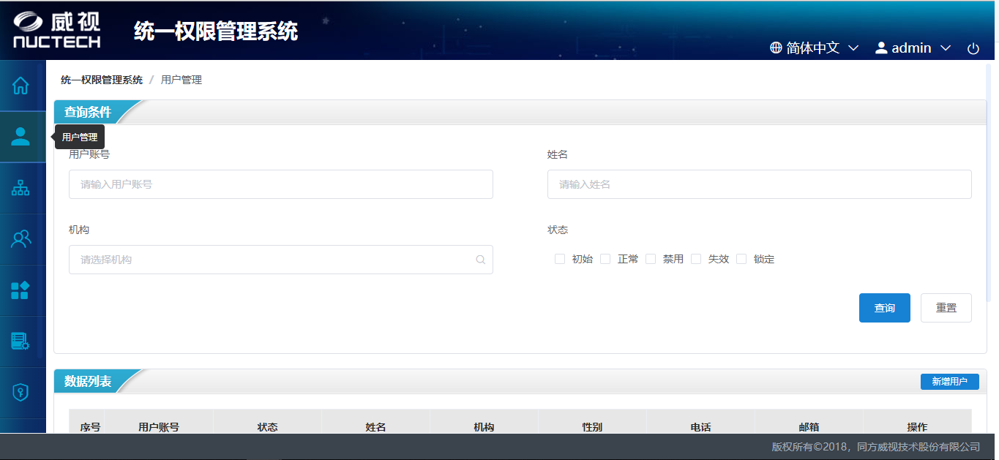 威视
NUCTECH
统一权限管理系统
简体中文 admin
统一权限管理系统 / 用户管理
查询条件
用户管理
用户账号 姓名
请输入用户账号 请输入姓名
机构 状态
请选择机构 初始 正常 禁用 失效 锁定
查询 重置
数据列表 新增用户
序号 用户账号 状态 姓名 机构 性别 电话 邮箱 操作
版权所有©2018，同方威视技术股份有限公司